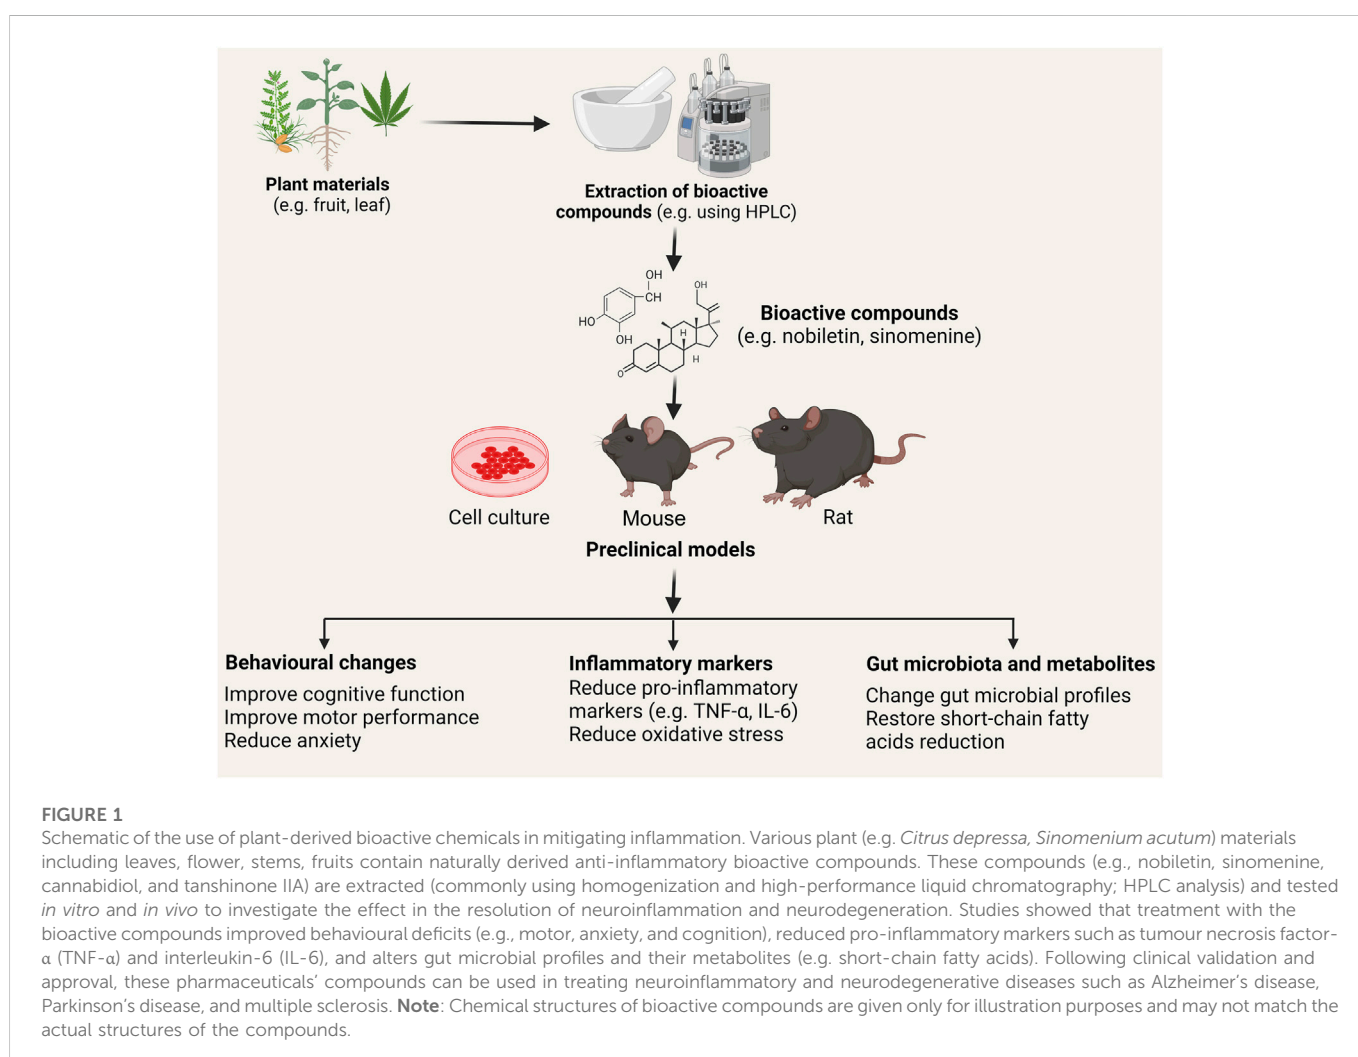 Plant materials
(e.g. fruit, leaf)
Extraction of bioactive
compounds (e.g. using HPLC)
OH
CH
HO
OH
OH
H
H
O
Bioactive compounds
(e.g. nobiletin, sinomenine)
Cell culture
Mouse
Rat
Preclinical models
Behavioural changes
Improve cognitive function
Improve motor performance
Reduce anxiety
Inflammatory markers
Reduce pro-inflammatory
markers (e.g. TNF-α, IL-6)
Reduce oxidative stress
Gut microbiota and metabolites
Change gut microbial profiles
Restore short-chain fatty
acids reduction
FIGURE 1
Schematic of the use of plant-derived bioactive chemicals in mitigating inflammation. Various plant (e.g. Citrus depressa, Sinomenium acutum) materials
including leaves, flower, stems, fruits contain naturally derived anti-inflammatory bioactive compounds. These compounds (e.g., nobiletin, sinomenine,
cannabidiol, and tanshinone IIA) are extracted (commonly using homogenization and high-performance liquid chromatography; HPLC analysis) and tested
in vitro and in vivo to investigate the effect in the resolution of neuroinflammation and neurodegeneration. Studies showed that treatment with the
bioactive compounds improved behavioural deficits (e.g., motor, anxiety, and cognition), reduced pro-inflammatory markers such as tumour necrosis factor-
α (TNF-α) and interleukin-6 (IL-6), and alters gut microbial profiles and their metabolites (e.g. short-chain fatty acids). Following clinical validation and
approval, these pharmaceuticals’ compounds can be used in treating neuroinflammatory and neurodegenerative diseases such as Alzheimer’s disease,
Parkinson’s disease, and multiple sclerosis. Note: Chemical structures of bioactive compounds are given only for illustration purposes and may not match the
actual structures of the compounds.